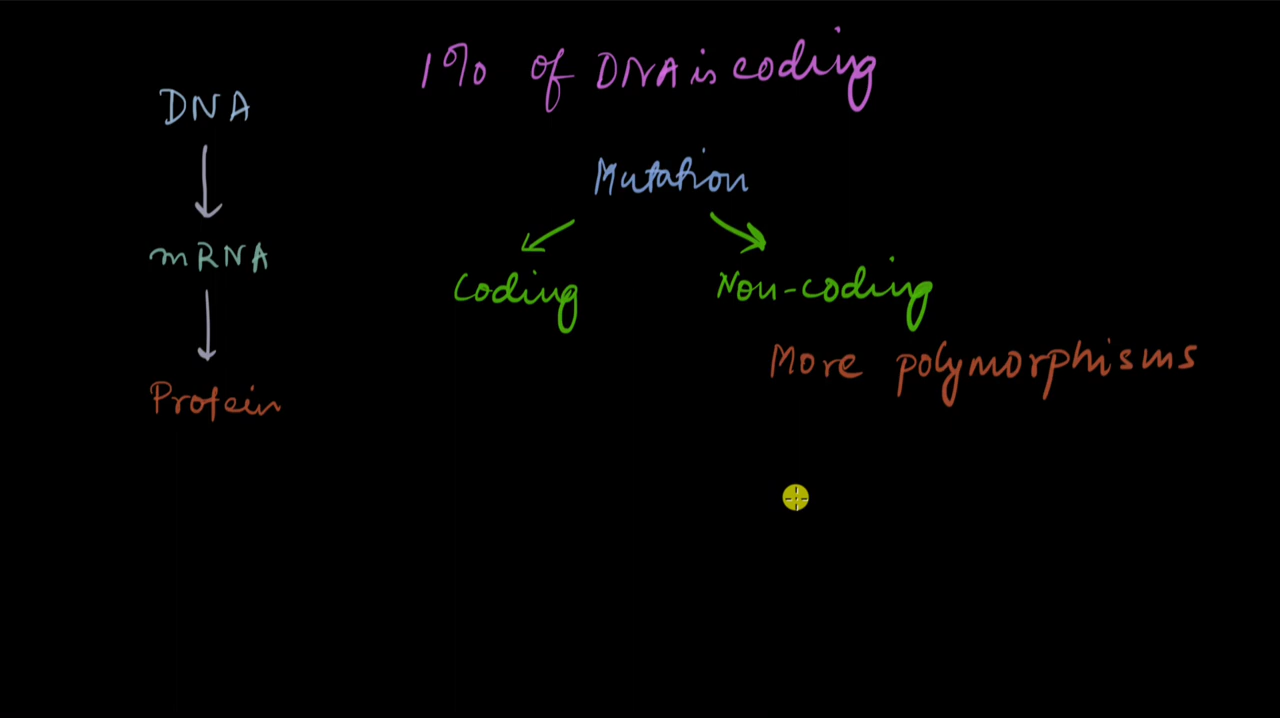 1% of DNA is coding
DNA
mRNA
Protein
Mutation
Coding
Non-coding
More polymorphisms